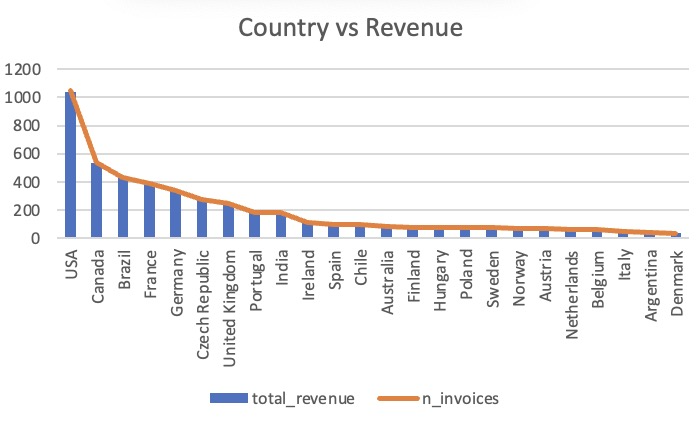 Country vs Revenue
1200
1000
800
600
400
200
0
USA
Canada
Brazil
France
Germany
Czech Republic
United Kingdom
Portugal
India
Ireland
Spain
Chile
Australia
Finland
Hungary
Poland
Sweden
Norway
Austria
Netherlands
Belgium
Italy
Argentina
Denmark
total_revenue n_invoices